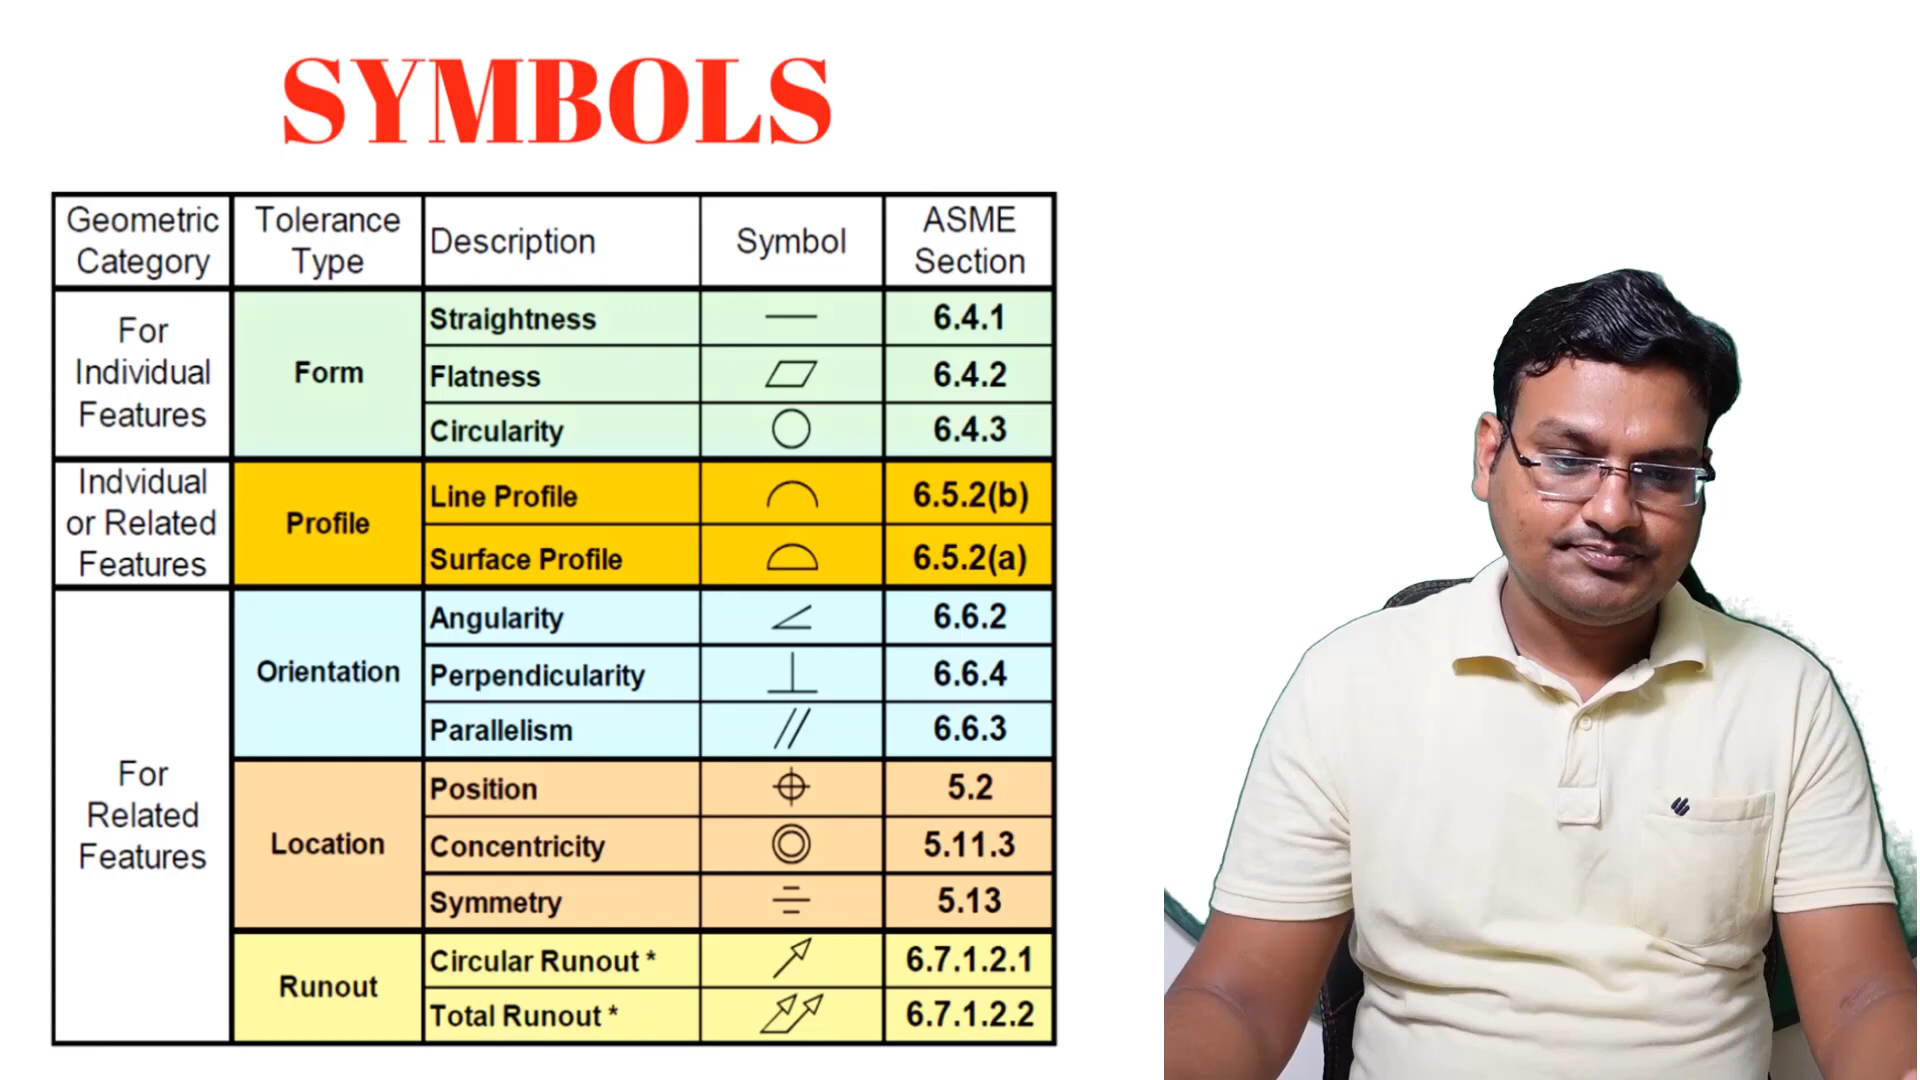 SYMBOLS
Geometric Category
Tolerance Type
Description
Symbol
ASME Section
For Individual Features
Form
Straightness
6.4.1
Flatness
6.4.2
Circularity
6.4.3
Indvidual or Related Features
Profile
Line Profile
6.5.2(b)
Surface Profile
6.5.2(a)
For Related Features
Orientation
Angularity
6.6.2
Perpendicularity
6.6.4
Parallelism
6.6.3
Location
Position
5.2
Concentricity
5.11.3
Symmetry
5.13
Runout
Circular Runout *
6.7.1.2.1
Total Runout *
6.7.1.2.2